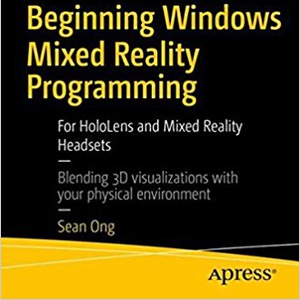 Beginning Windows
Mixed Reality
Programming
For HoloLens and Mixed Reality
Headsets
—
Blending 3D visualizations with
your physical environment
—
Sean Ong
Apress®